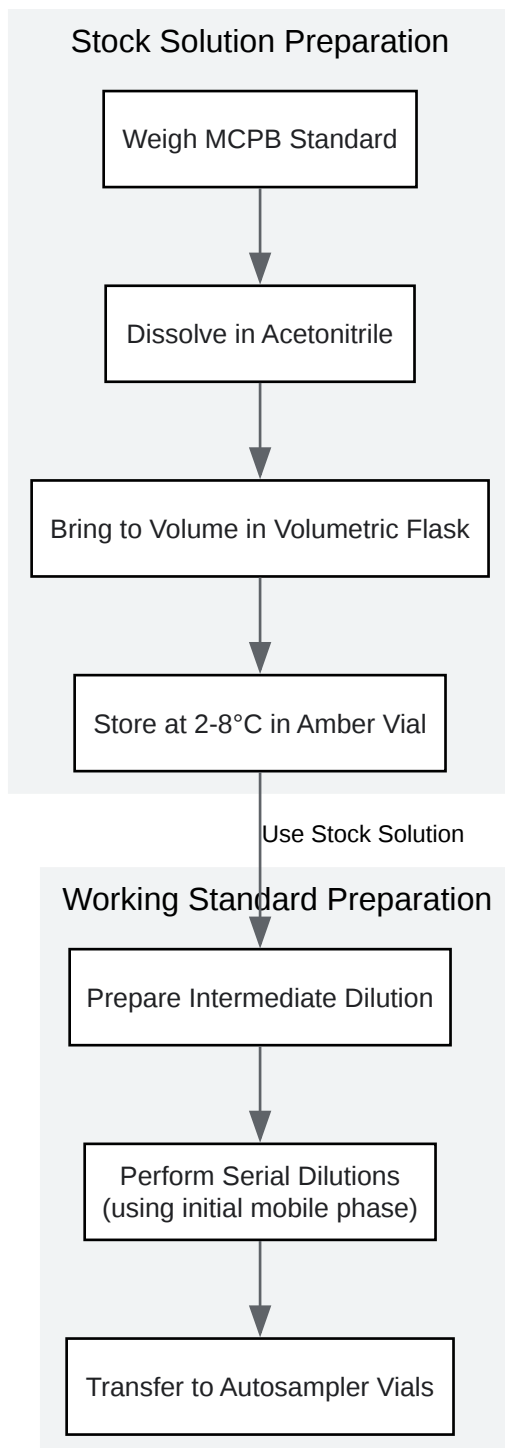 Stock Solution Preparation
Weigh MCPB Standard
Dissolve in Acetonitrile
Bring to Volume in Volumetric Flask
Store at 2-8°C in Amber Vial
Use Stock Solution
Working Standard Preparation
Prepare Intermediate Dilution
Perform Serial Dilutions
(using initial mobile phase)
Transfer to Autosampler Vials